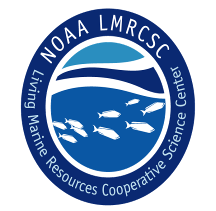 NOAA LMRCSC
Living Marine Resources Cooperative Science Center